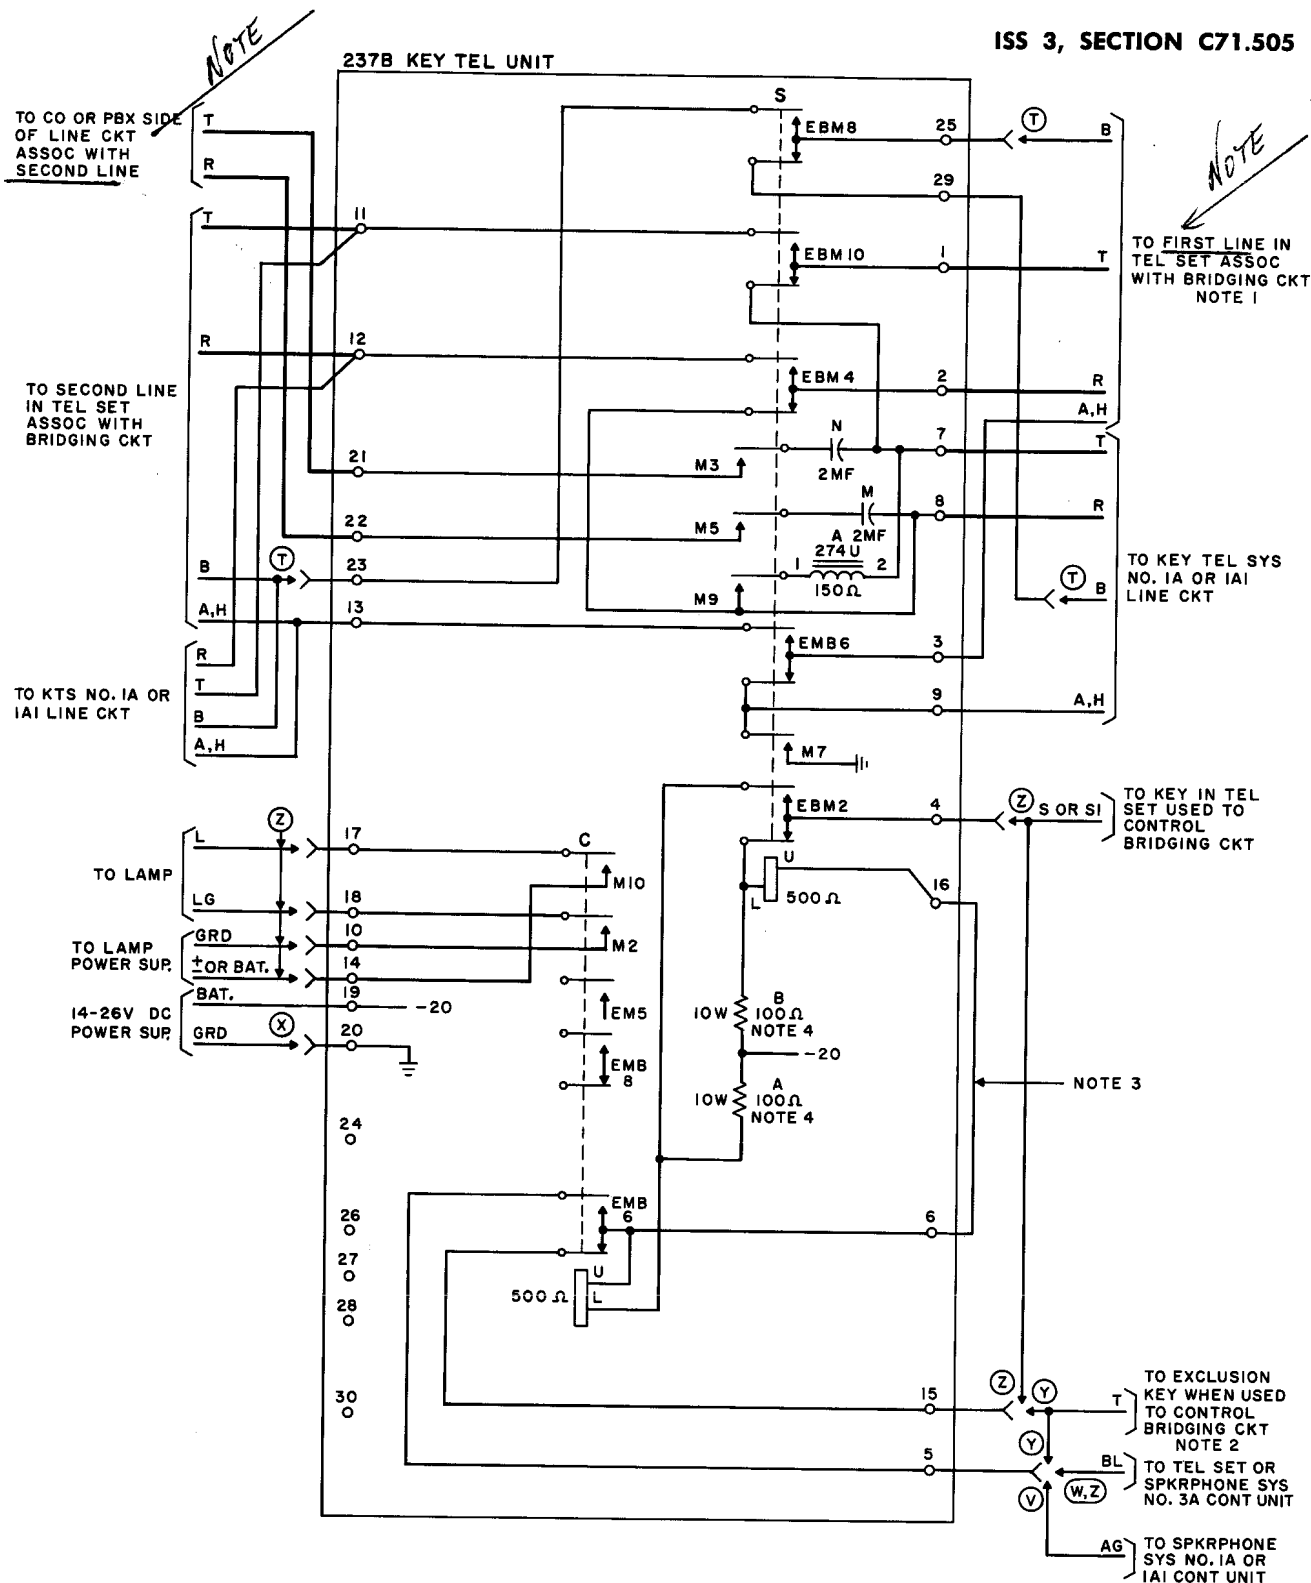 NOTE
ISS 3, SECTION C71.505
237B KEY TEL UNIT
TO CO OR PBX SIDE
OF LINE CKT
ASSOC WITH
SECOND LINE
T
R
S
EBM8
25
T
B
29
NOTE
T
11
EBM10
1
T
TO FIRST LINE IN
TEL SET ASSOC
WITH BRIDGING CKT
NOTE 1
R
12
EBM4
2
R
A,H
TO SECOND LINE
IN TEL SET
ASSOC WITH
BRIDGING CKT
N
2MF
7
T
21
M3
M
2MF
8
R
22
M5
A
274U
1
2
150Ω
B
T
23
M9
TO KEY TEL SYS
NO. 1A OR 1A1
LINE CKT
T
B
A,H
13
EMB6
3
R
T
B
A,H
TO KTS NO. 1A OR
1A1 LINE CKT
9
A,H
M7
EBM2
4
Z
S OR S1
TO KEY IN TEL
SET USED TO
CONTROL
BRIDGING CKT
Z
L
17
C
M10
TO LAMP
U
L
500Ω
16
LG
18
GRD
10
M2
TO LAMP
POWER SUP.
± OR BAT.
14
BAT.
19
-20
14-26V DC
POWER SUP.
GRD
X
20
EM5
EMB
8
10W
B
100Ω
NOTE 4
-20
10W
A
100Ω
NOTE 4
NOTE 3
24
26
27
28
30
EMB
6
6
U
L
500Ω
15
Z
Y
T
TO EXCLUSION
KEY WHEN USED
TO CONTROL
BRIDGING CKT
NOTE 2
5
Y
BL
W,Z
TO TEL SET OR
SPKRPHONE SYS
NO. 3A CONT UNIT
V
AG
TO SPKRPHONE
SYS NO. 1A OR
1A1 CONT UNIT